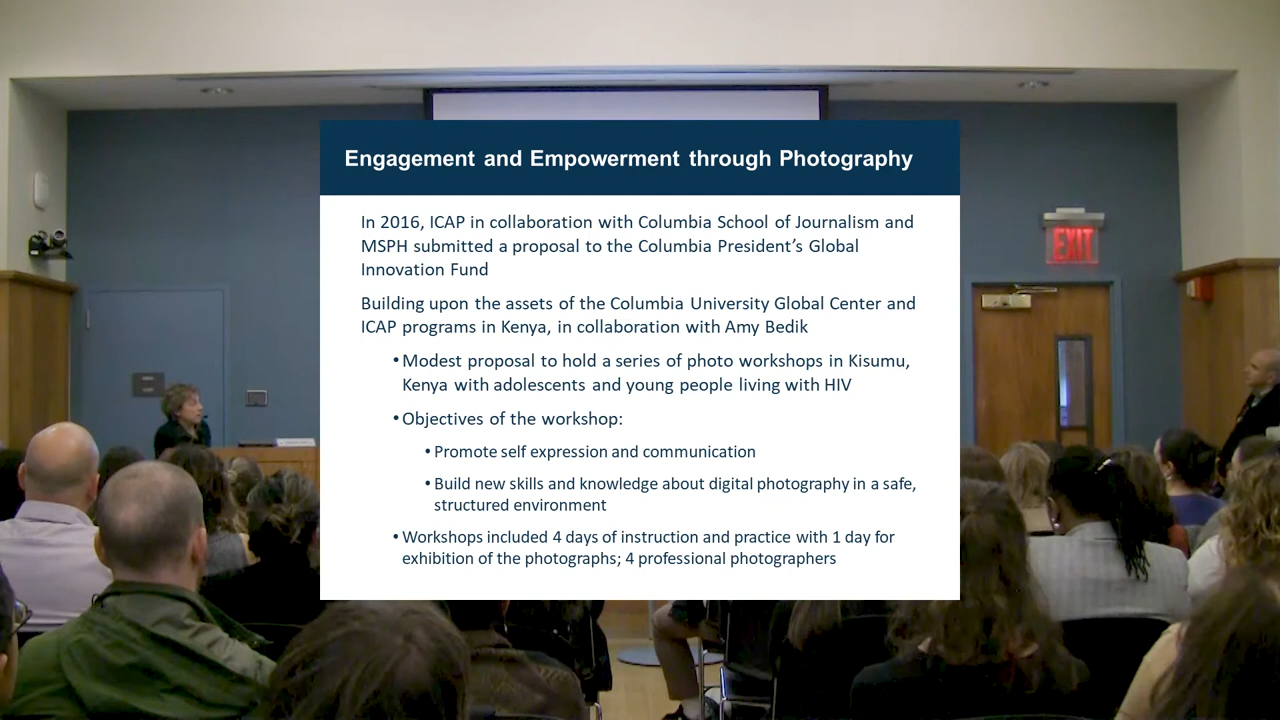 Engagement and Empowerment through Photography
In 2016, ICAP in collaboration with Columbia School of Journalism and
MSPH submitted a proposal to the Columbia President’s Global
Innovation Fund
Building upon the assets of the Columbia University Global Center and
ICAP programs in Kenya, in collaboration with Amy Bedik
• Modest proposal to hold a series of photo workshops in Kisumu,
Kenya with adolescents and young people living with HIV
• Objectives of the workshop:
• Promote self expression and communication
• Build new skills and knowledge about digital photography in a safe,
structured environment
• Workshops included 4 days of instruction and practice with 1 day for
exhibition of the photographs; 4 professional photographers
EXIT